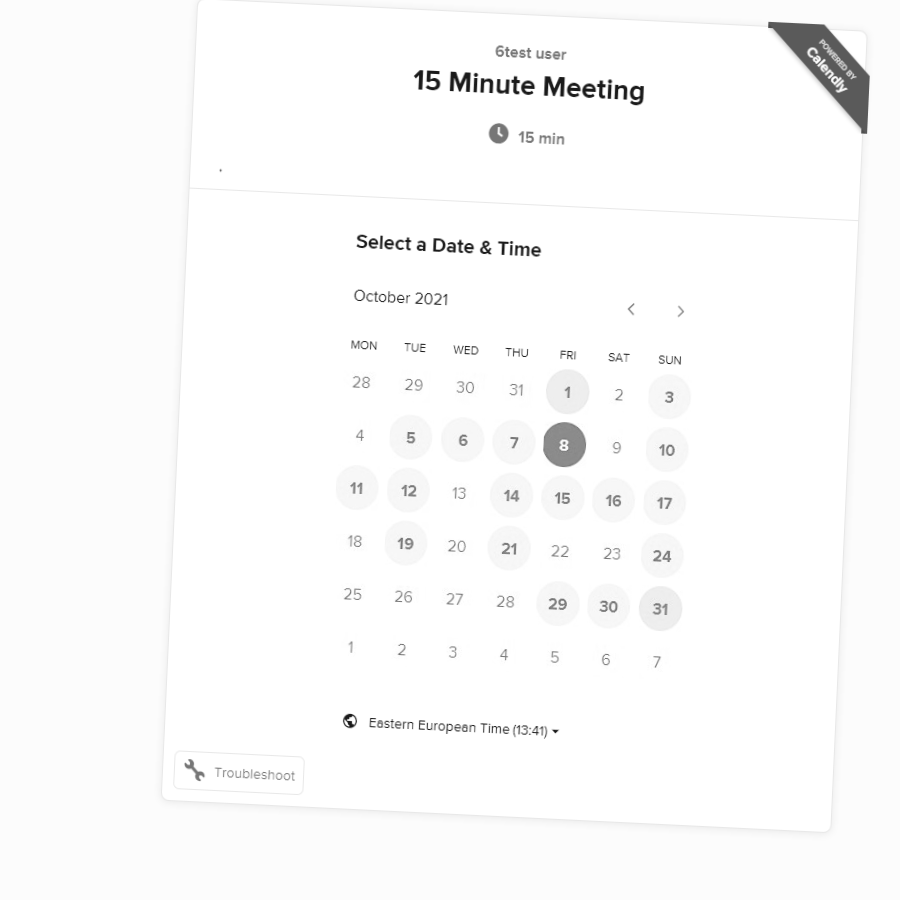 6test user
15 Minute Meeting
15 min
POWERED BY
Calendly
.
Select a Date & Time
October 2021
MON TUE WED THU FRI SAT SUN
28 29 30 31 1 2 3
4 5 6 7 8 9 10
11 12 13 14 15 16 17
18 19 20 21 22 23 24
25 26 27 28 29 30 31
1 2 3 4 5 6 7
Eastern European Time (13:41)
Troubleshoot